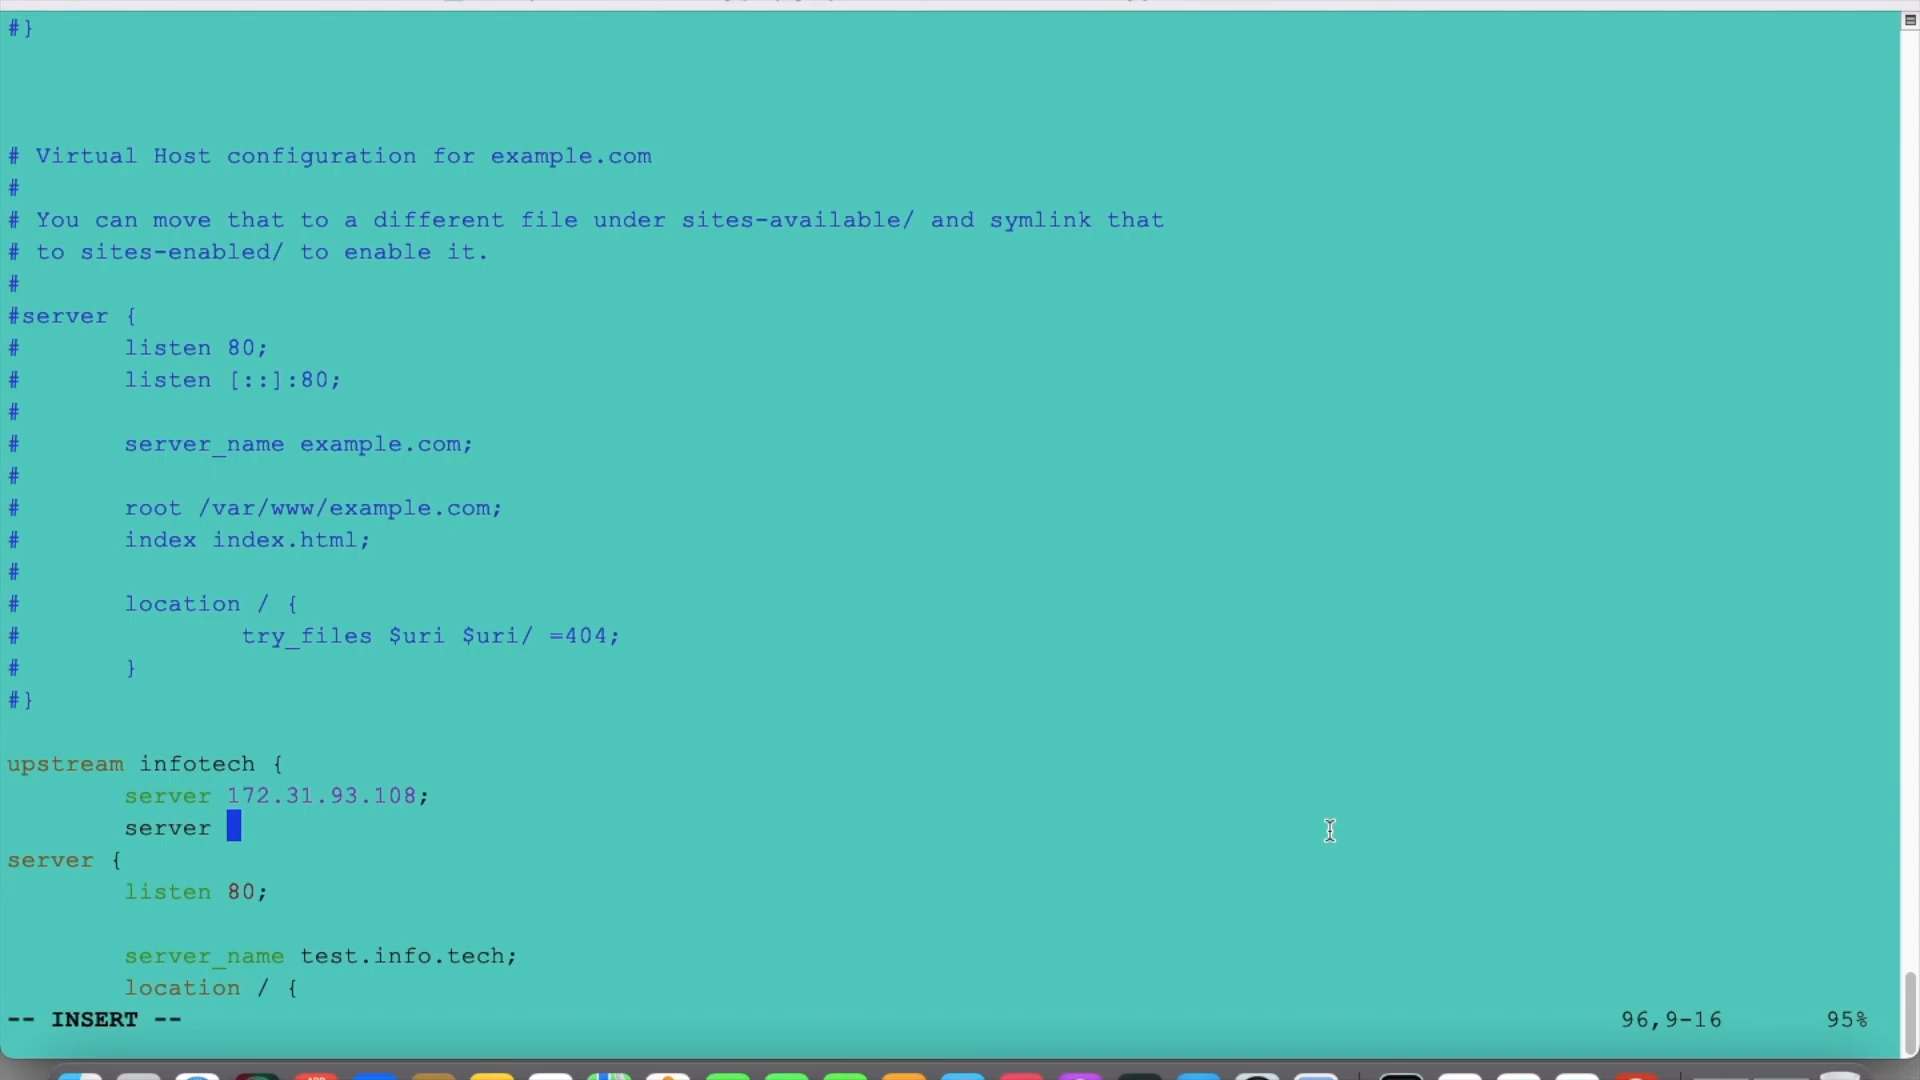 #}
# Virtual Host configuration for example.com
#
# You can move that to a different file under sites-available/ and symlink that
# to sites-enabled/ to enable it.
#
#server {
#       listen 80;
#       listen [::]:80;
#
#       server_name example.com;
#
#       root /var/www/example.com;
#       index index.html;
#
#       location / {
#               try_files $uri $uri/ =404;
#       }
#}
upstream infotech {
        server 172.31.93.108;
        server
server {
        listen 80;
        server_name test.info.tech;
        location / {
-- INSERT -- 96,9-16 95%